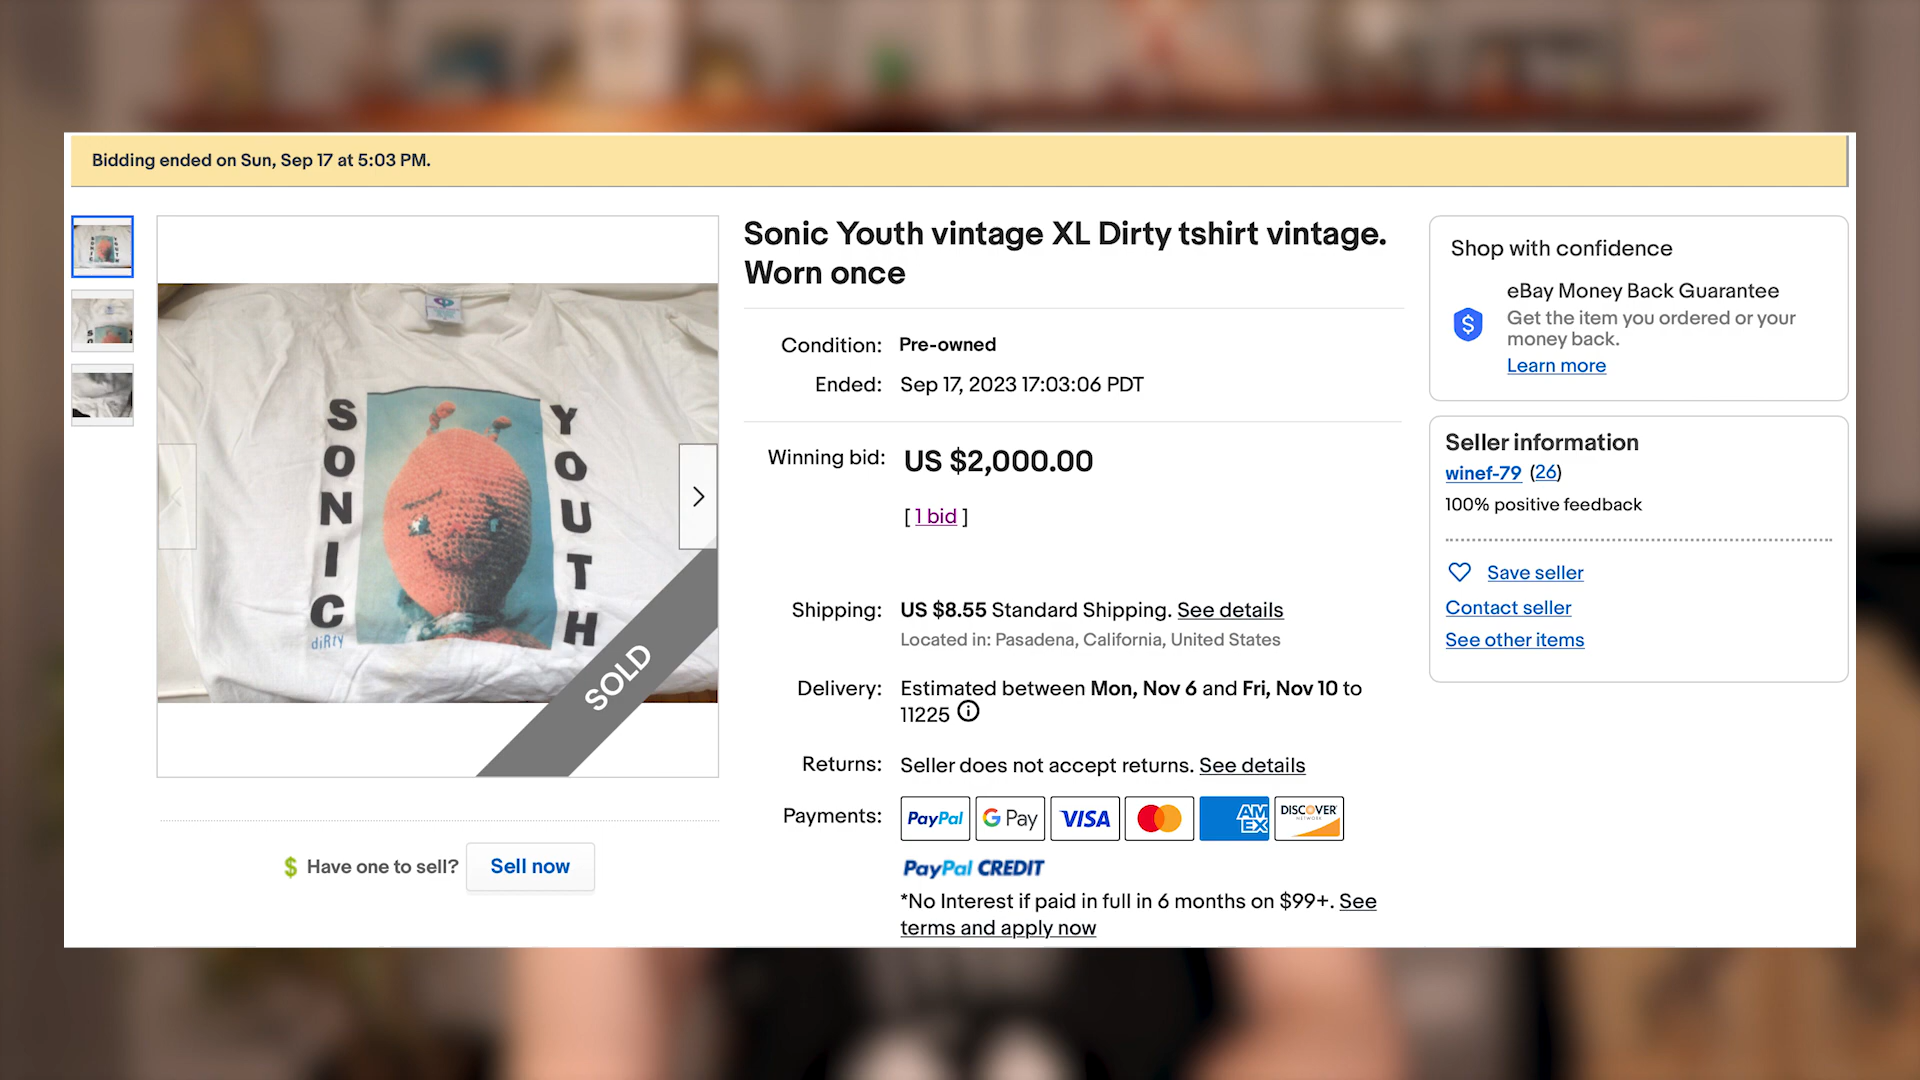 Bidding ended on Sun, Sep 17 at 5:03 PM.
Sonic Youth vintage XL Dirty tshirt vintage.
Worn once
Condition: Pre-owned
Ended: Sep 17, 2023 17:03:06 PDT
Winning bid: US $2,000.00
[ 1 bid ]
Shipping: US $8.55 Standard Shipping. See details
Located in: Pasadena, California, United States
Delivery: Estimated between Mon, Nov 6 and Fri, Nov 10 to
11225
Returns: Seller does not accept returns. See details
Payments: PayPal G Pay VISA AM EX DISCOVER NETWORK
PayPal CREDIT
*No Interest if paid in full in 6 months on $99+. See
terms and apply now
SONIC
YOUTH
diRty
SOLD
$ Have one to sell? Sell now
Shop with confidence
eBay Money Back Guarantee
$ Get the item you ordered or your
money back.
Learn more
Seller information
winef-79 (26)
100% positive feedback
Save seller
Contact seller
See other items